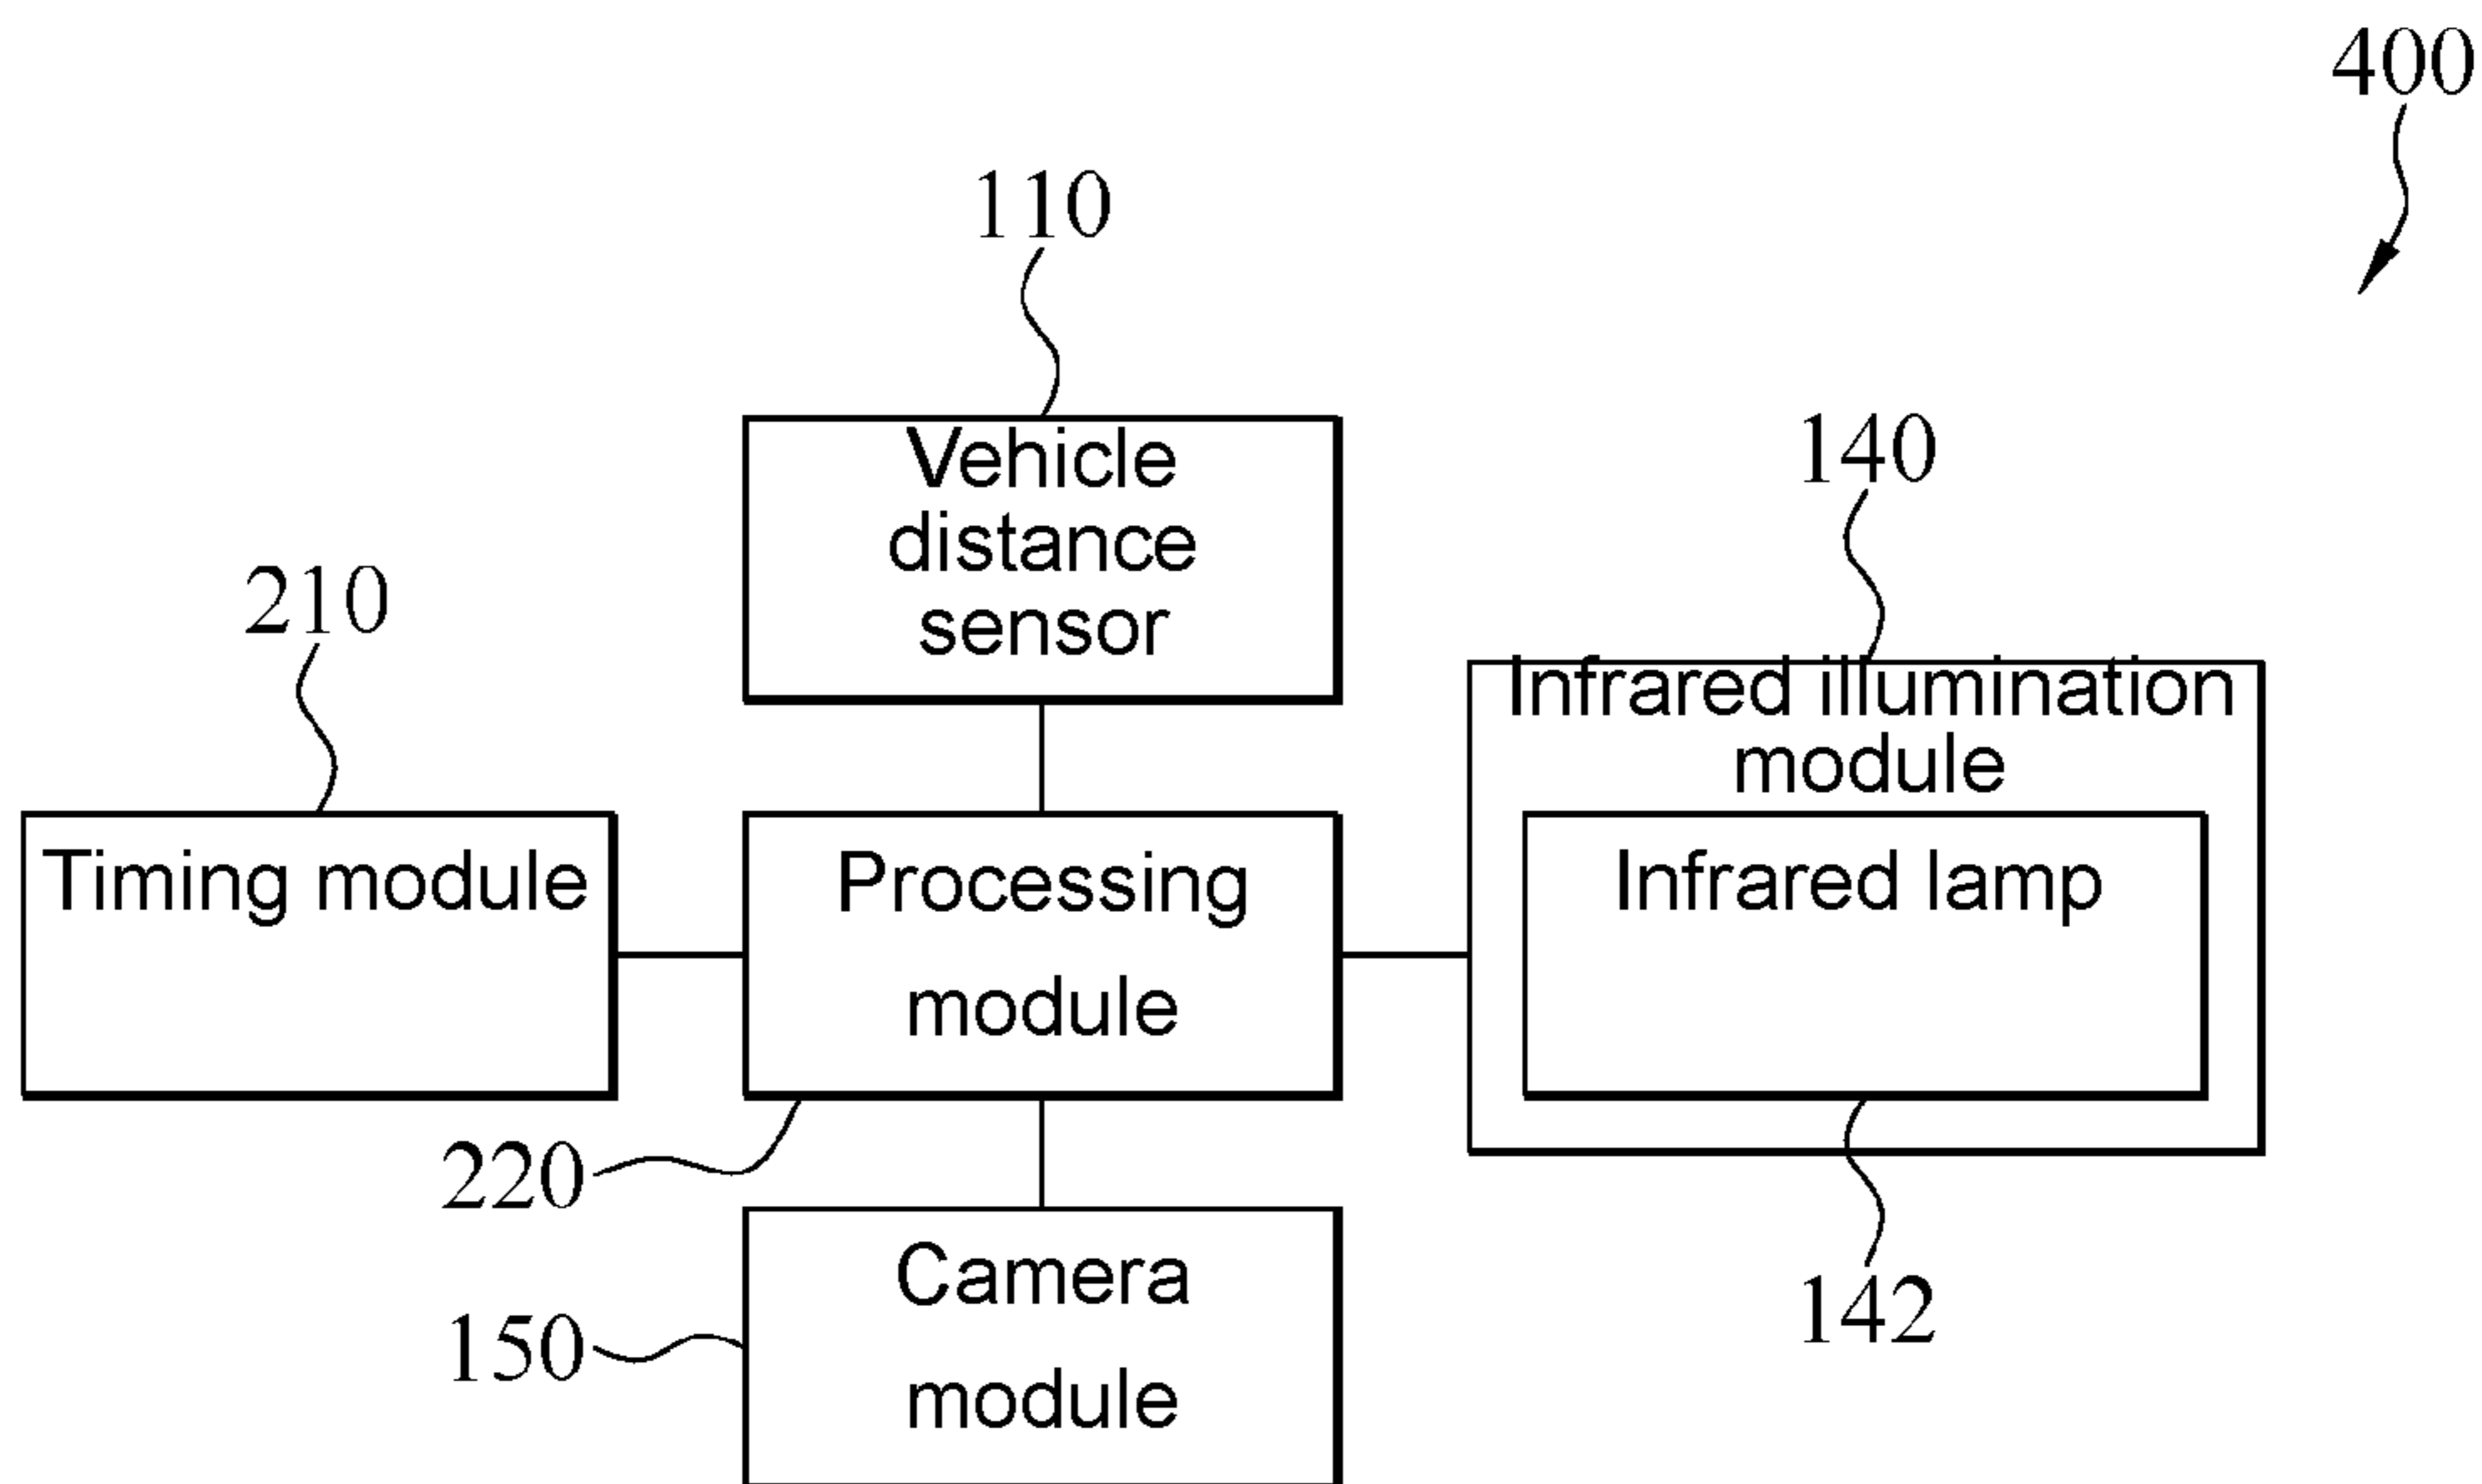 400
110
Vehicle
distance
sensor
140
210
Infrared illumination
module
Timing module
Processing
module
Infrared lamp
220
Camera
module
150
142